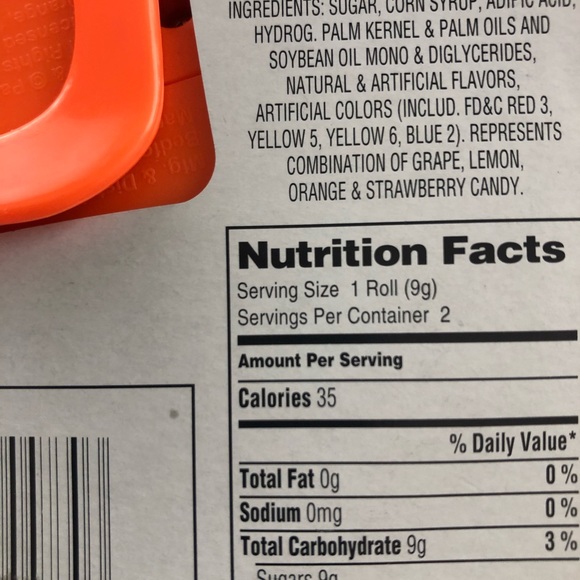 INGREDIENTS: SUGAR, CORN SYRUP, ADIPIC ACID,
HYDROG. PALM KERNEL & PALM OILS AND
SOYBEAN OIL MONO & DIGLYCERIDES,
NATURAL & ARTIFICIAL FLAVORS,
ARTIFICIAL COLORS (INCLUD. FD&C RED 3,
YELLOW 5, YELLOW 6, BLUE 2). REPRESENTS
COMBINATION OF GRAPE, LEMON,
ORANGE & STRAWBERRY CANDY.
Nutrition Facts
Serving Size 1 Roll (9g)
Servings Per Container 2
Amount Per Serving
Calories 35
% Daily Value*
Total Fat 0g 0%
Sodium 0mg 0%
Total Carbohydrate 9g 3%
Sugars 9g